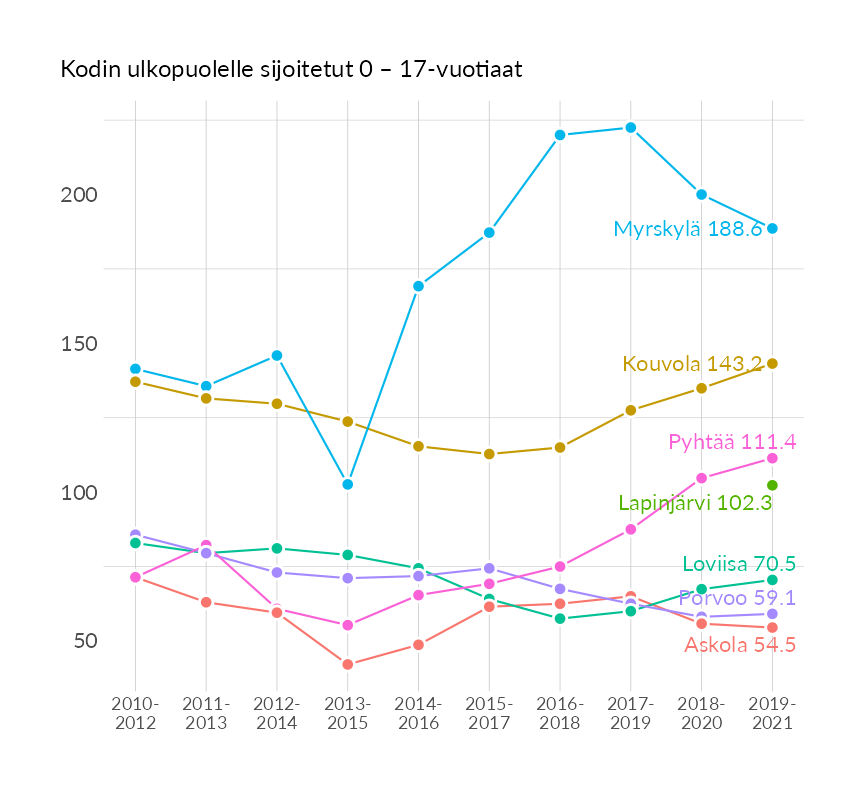 Kodin ulkopuolelle sijoitetut 0 – 17-vuotiaat
200
Myrskylä 188.6
150
Kouvola 143.2
Pyhtää 111.4
100
Lapinjärvi 102.3
Loviisa 70.5
Porvoo 59.1
50
Askola 54.5
2010- 2011- 2012- 2013- 2014- 2015- 2016- 2017- 2018- 2019-
2012 2013 2014 2015 2016 2017 2018 2019 2020 2021